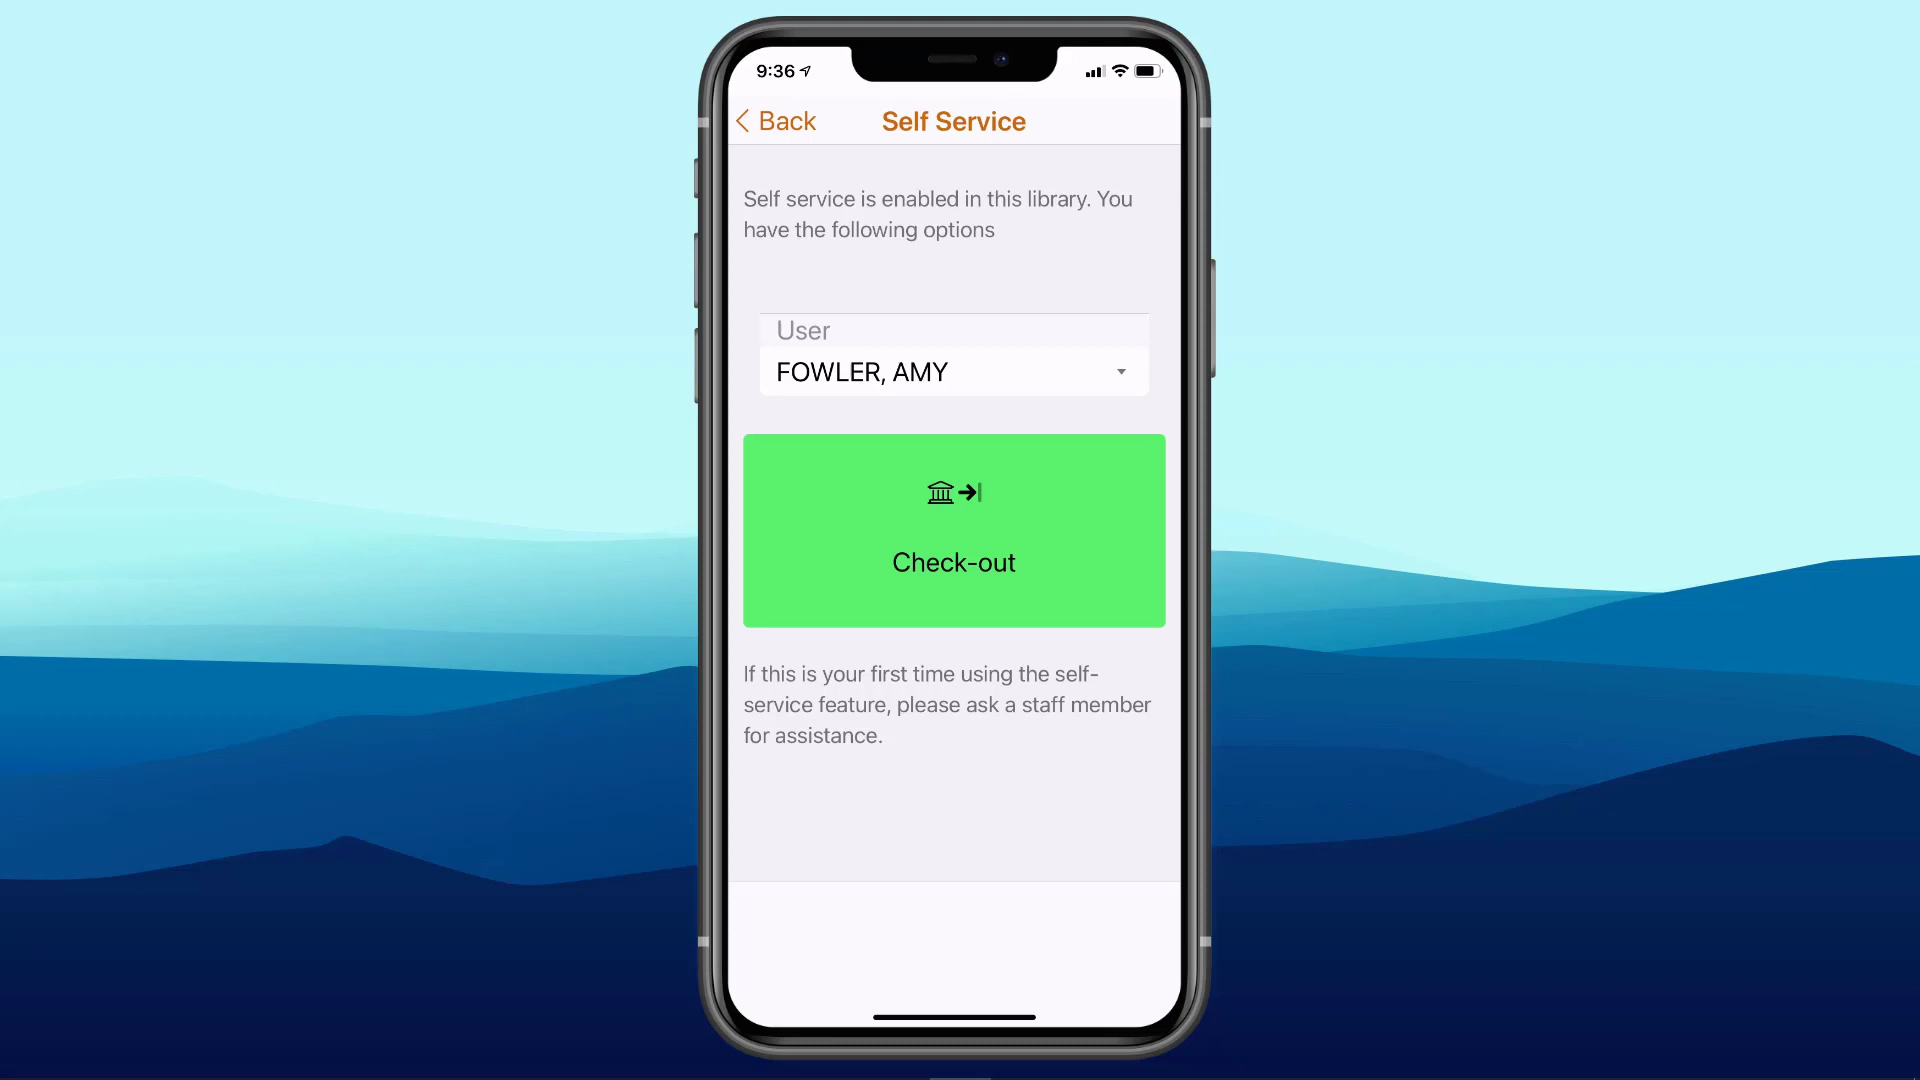 9:36
Back
Self Service
Self service is enabled in this library. You
have the following options
User
FOWLER, AMY
Check-out
If this is your first time using the self-
service feature, please ask a staff member
for assistance.